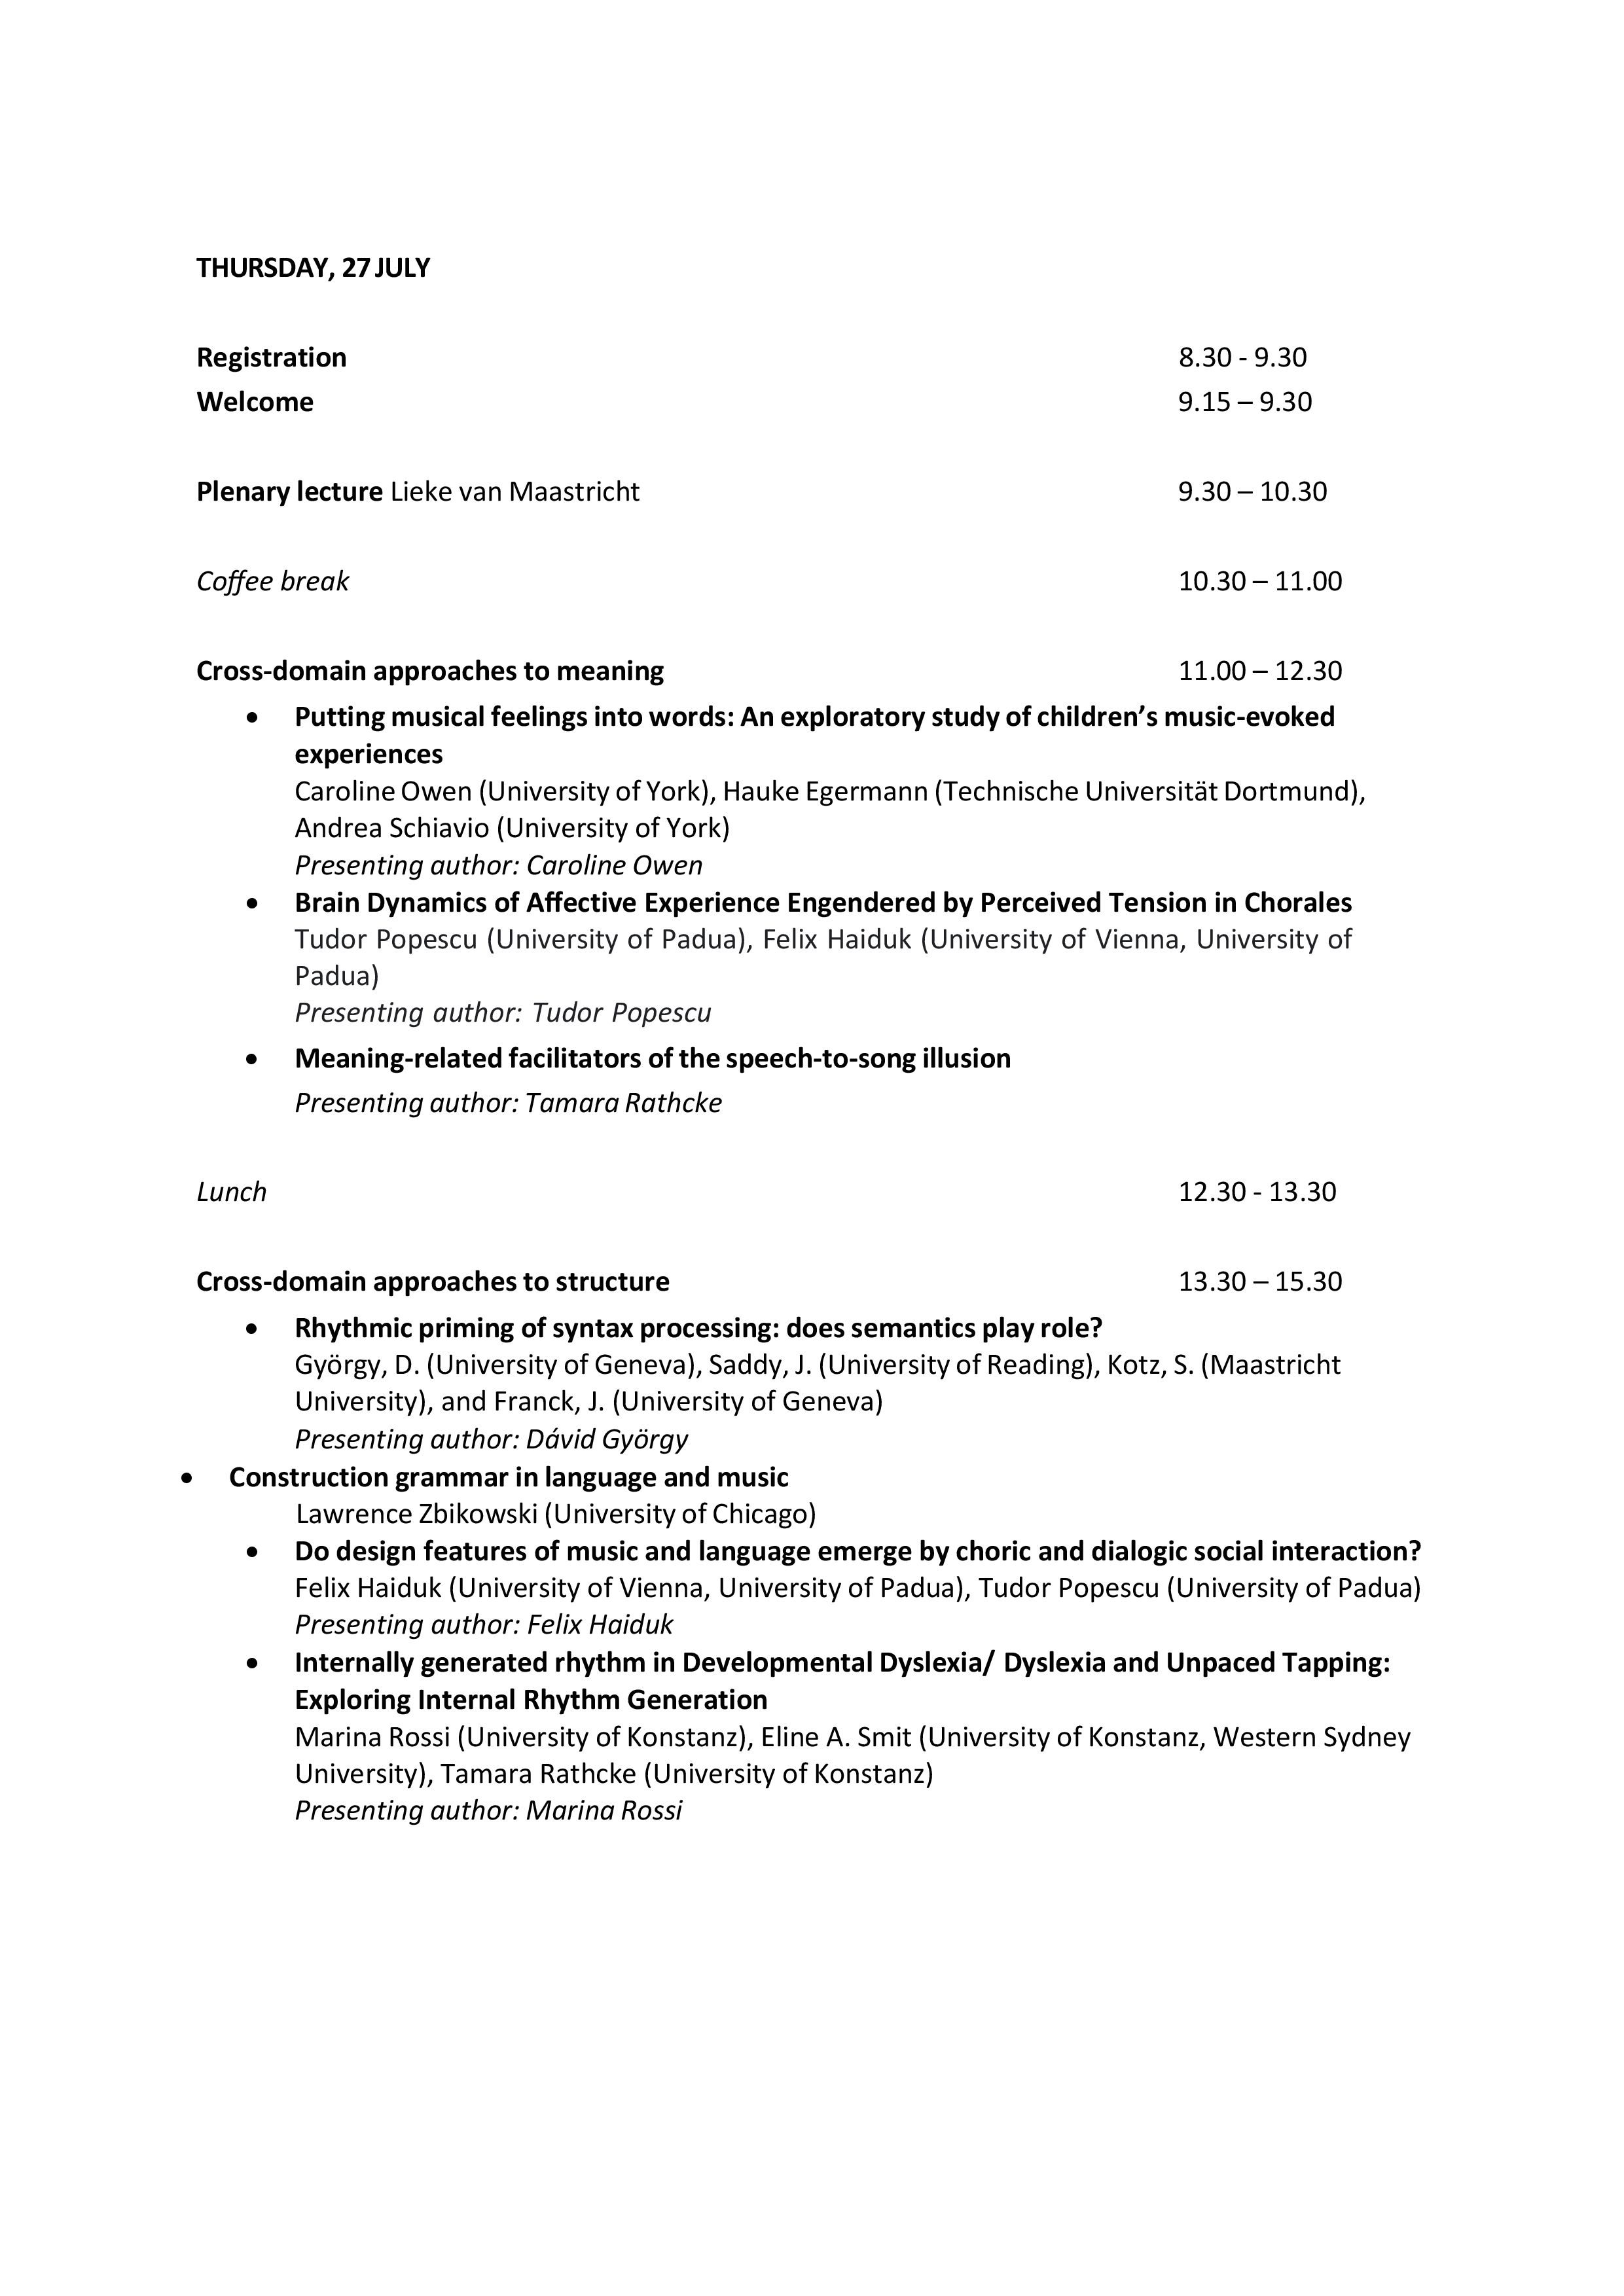 THURSDAY, 27 JULY
Registration 8.30 - 9.30
Welcome 9.15 – 9.30
Plenary lecture Lieke van Maastricht 9.30 – 10.30
Coffee break 10.30 – 11.00
Cross-domain approaches to meaning 11.00 – 12.30
• Putting musical feelings into words: An exploratory study of children’s music-evoked
experiences
Caroline Owen (University of York), Hauke Egermann (Technische Universität Dortmund),
Andrea Schiavio (University of York)
Presenting author: Caroline Owen
• Brain Dynamics of Affective Experience Engendered by Perceived Tension in Chorales
Tudor Popescu (University of Padua), Felix Haiduk (University of Vienna, University of
Padua)
Presenting author: Tudor Popescu
• Meaning-related facilitators of the speech-to-song illusion
Presenting author: Tamara Rathcke
Lunch 12.30 - 13.30
Cross-domain approaches to structure 13.30 – 15.30
• Rhythmic priming of syntax processing: does semantics play role?
György, D. (University of Geneva), Saddy, J. (University of Reading), Kotz, S. (Maastricht
University), and Franck, J. (University of Geneva)
Presenting author: Dávid György
• Construction grammar in language and music
Lawrence Zbikowski (University of Chicago)
• Do design features of music and language emerge by choric and dialogic social interaction?
Felix Haiduk (University of Vienna, University of Padua), Tudor Popescu (University of Padua)
Presenting author: Felix Haiduk
• Internally generated rhythm in Developmental Dyslexia/ Dyslexia and Unpaced Tapping:
Exploring Internal Rhythm Generation
Marina Rossi (University of Konstanz), Eline A. Smit (University of Konstanz, Western Sydney
University), Tamara Rathcke (University of Konstanz)
Presenting author: Marina Rossi